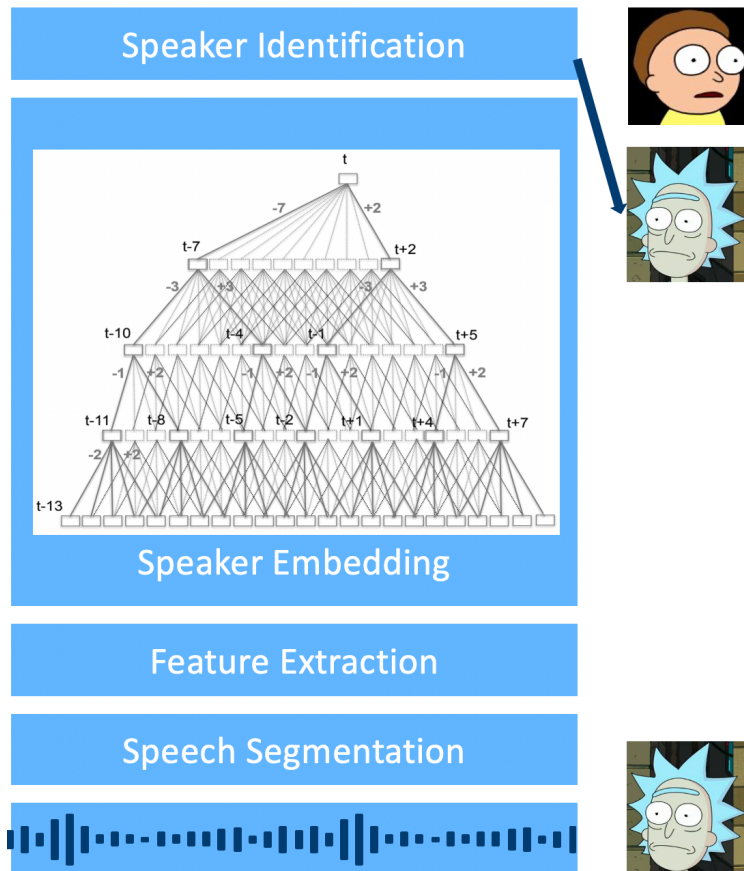 Speaker Identification
t
-7 +2
t-7 t+2
-3 +3 -3 +3
t-10 t-4 t-1 t+5
-1 +2 -1 +2 -1 +2 -1 +2
t-11 t-8 t-5 t-2 t+1 t+4 t+7
-2 +2
t-13
Speaker Embedding
Feature Extraction
Speech Segmentation